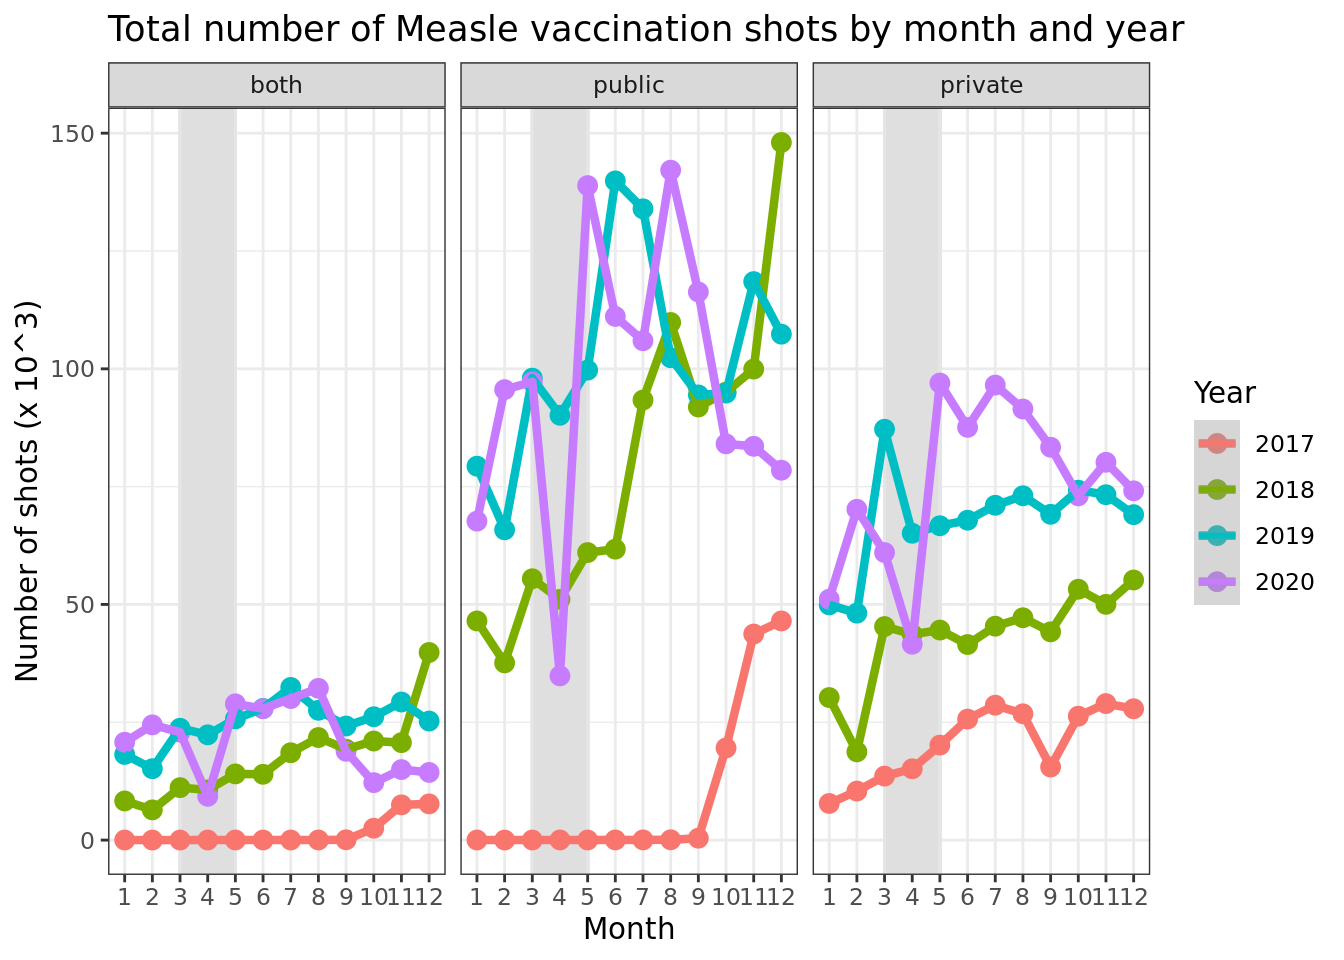 Total number of Measle vaccination shots by month and year
both public private
150
100
50
0
Number of shots (x 10^3)
1 2 3 4 5 6 7 8 9 10 11 12 1 2 3 4 5 6 7 8 9 10 11 12 1 2 3 4 5 6 7 8 9 10 11 12
Month
Year
2017
2018
2019
2020